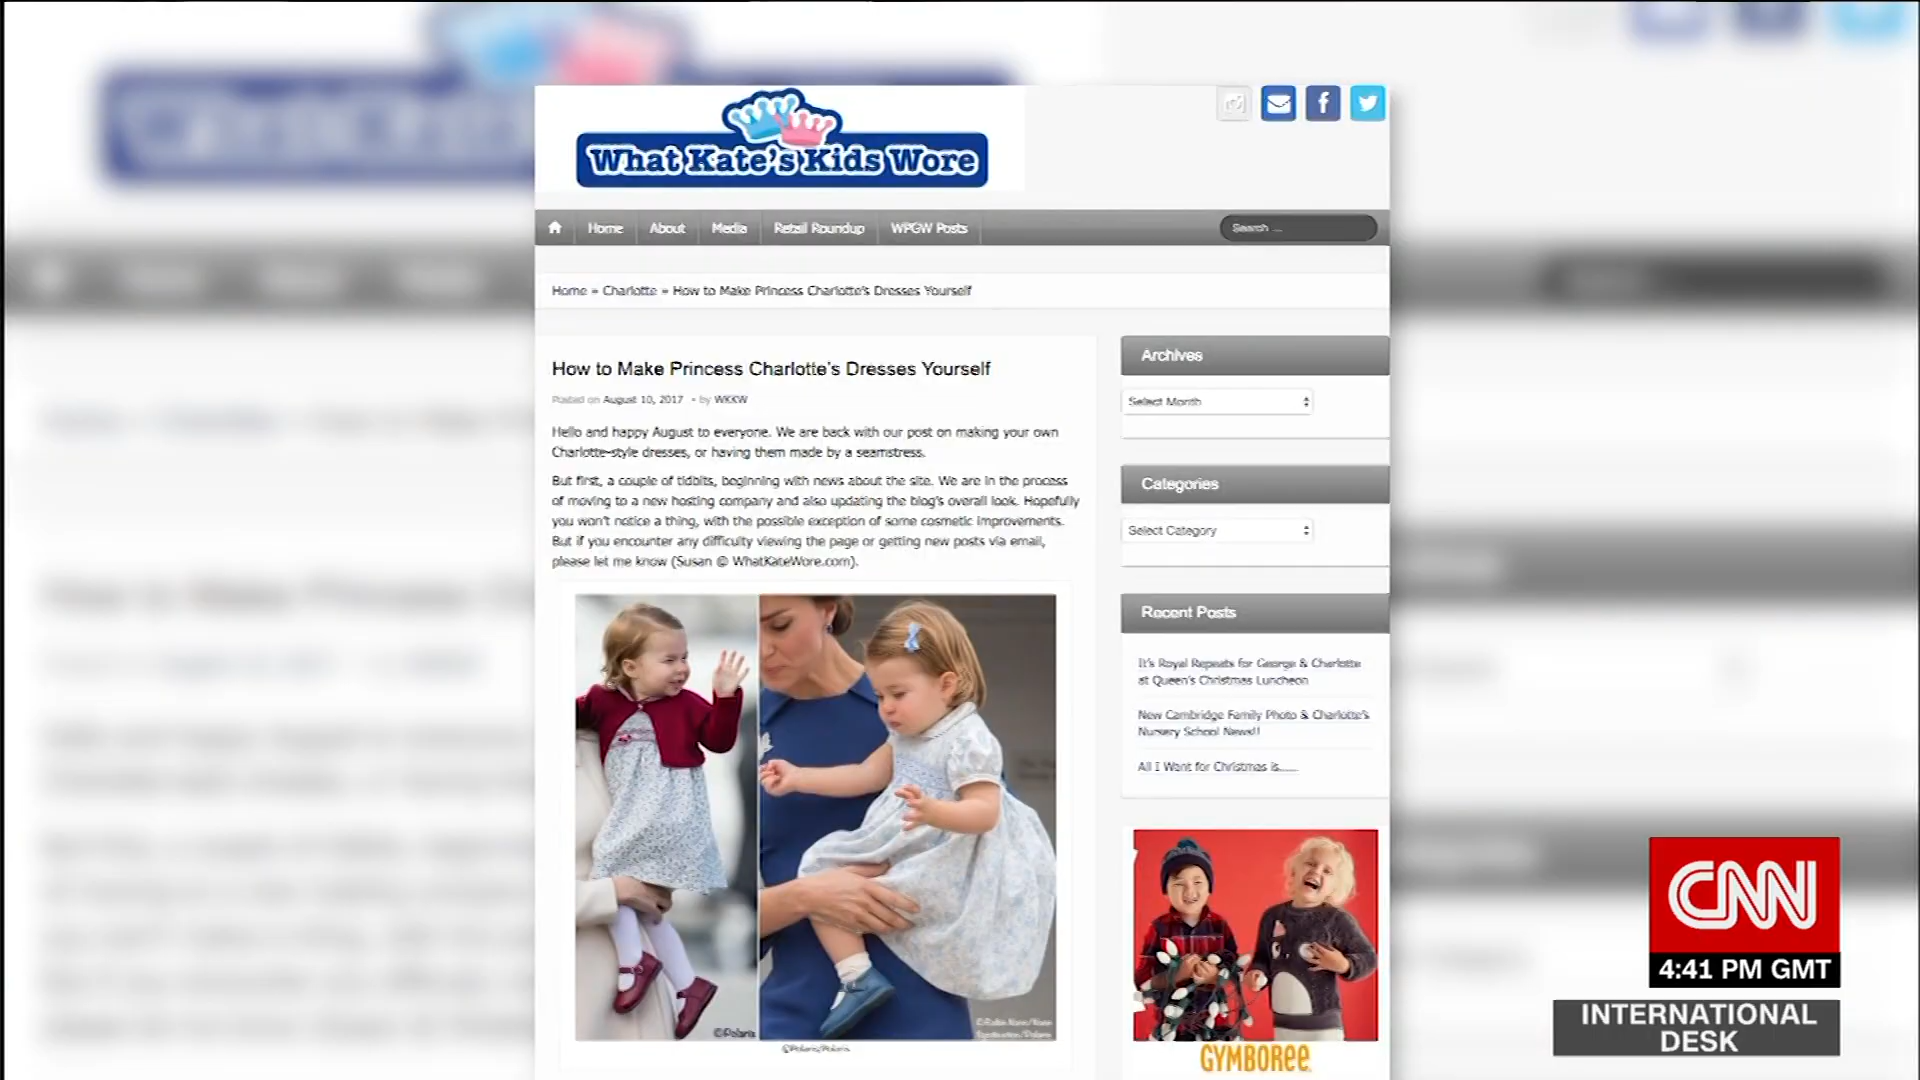 What Kate's Kids Wore
Home
About
Media
Retail Roundup
WPGW Posts
Search ...
Home » Charlotte » How to Make Princess Charlotte's Dresses Yourself
How to Make Princess Charlotte's Dresses Yourself
Posted on August 10, 2017 • by WKKW
Hello and happy August to everyone. We are back with our post on making your own
Charlotte-style dresses, or having them made by a seamstress.
But first, a couple of tidbits, beginning with news about the site. We are in the process
of moving to a new hosting company and also updating the blog's overall look. Hopefully
you won't notice a thing, with the possible exception of some cosmetic improvements.
But if you encounter any difficulty viewing the page or getting new posts via email,
please let me know (Susan @ WhatKateWore.com).
©Polaris
©Polaris/Polaris
Archives
Select Month
Categories
Select Category
Recent Posts
It's Royal Repeats for George & Charlotte
at Queen's Christmas Luncheon
New Cambridge Family Photo & Charlotte's
Nursery School News!!
All I Want for Christmas is.....
GYMBOREE
CNN
4:41 PM GMT
INTERNATIONAL
DESK